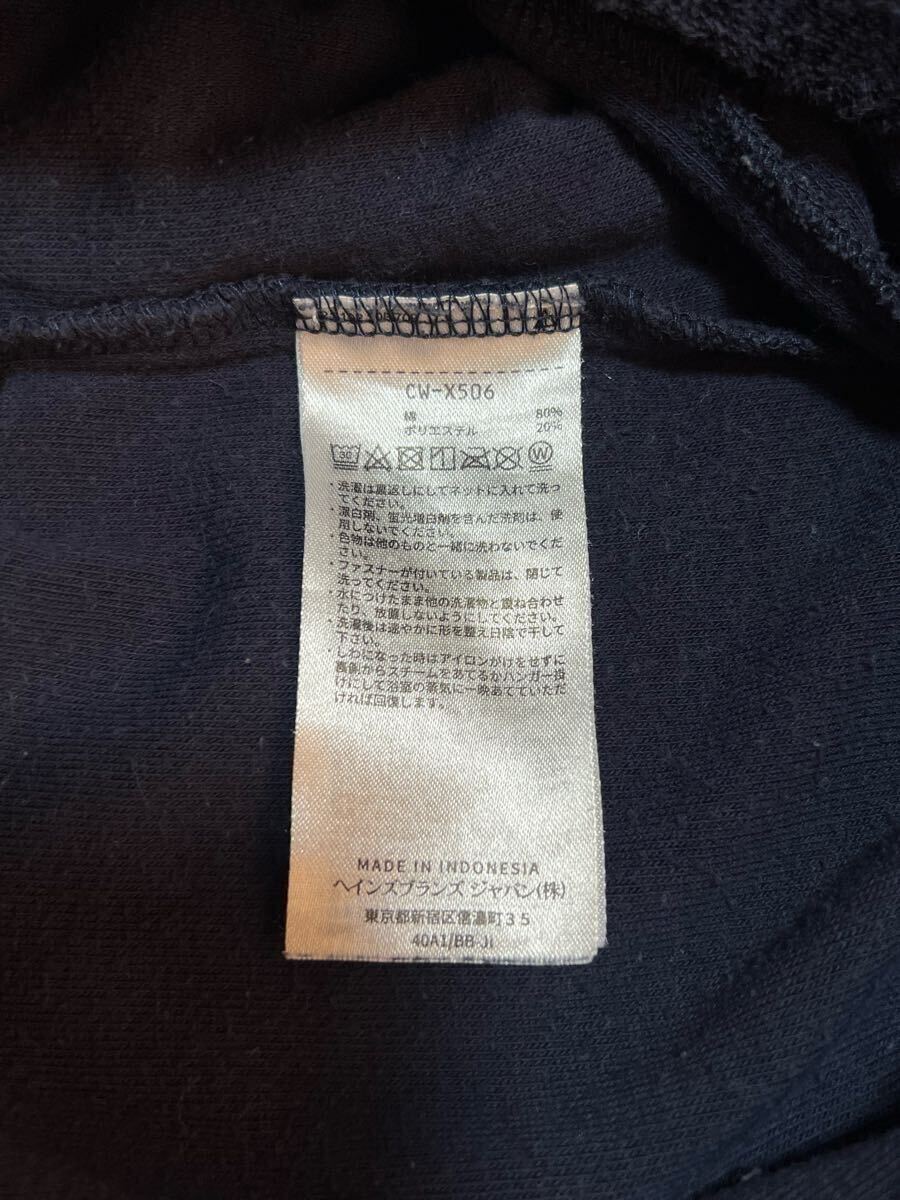 CW-X506
綿 80%
ポリエステル 20%
30
W
・洗濯は裏返しにしてネットに入れて洗っ
てください。
・漂白剤、蛍光増白剤を含んだ洗剤は、使
用しないでください。
・色物は他のものと一緒に洗わないでくだ
さい。
・ファスナーが付いている製品は、閉じて
洗ってください。
・水につけたまま他の洗濯物と重ね合わせ
たり、放置しないようにしてください。
・洗濯後は速やかに形を整え日陰で干して
下さい。
・しわになった時はアイロンがけをせずに
裏側からスチームをあてるかハンガー掛
けにして浴室の蒸気に一晩あてていただ
ければ回復します。
MADE IN INDONESIA
ヘインズブランズ ジャパン(株)
東京都新宿区信濃町35
40A1/BB-JI